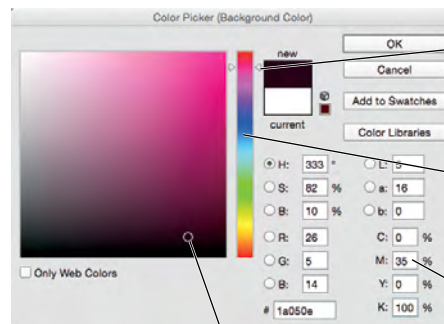 Color Picker (Background Color)
new
current
OK
Cancel
Add to Swatches
Color Libraries
H: 333 °
L: 5
S: 82 %
a: 16
B: 10 %
b: 0
R: 26
C: 0 %
G: 5
M: 35 %
B: 14
Y: 0 %
# 1a050e
K: 100 %
Only Web Colors